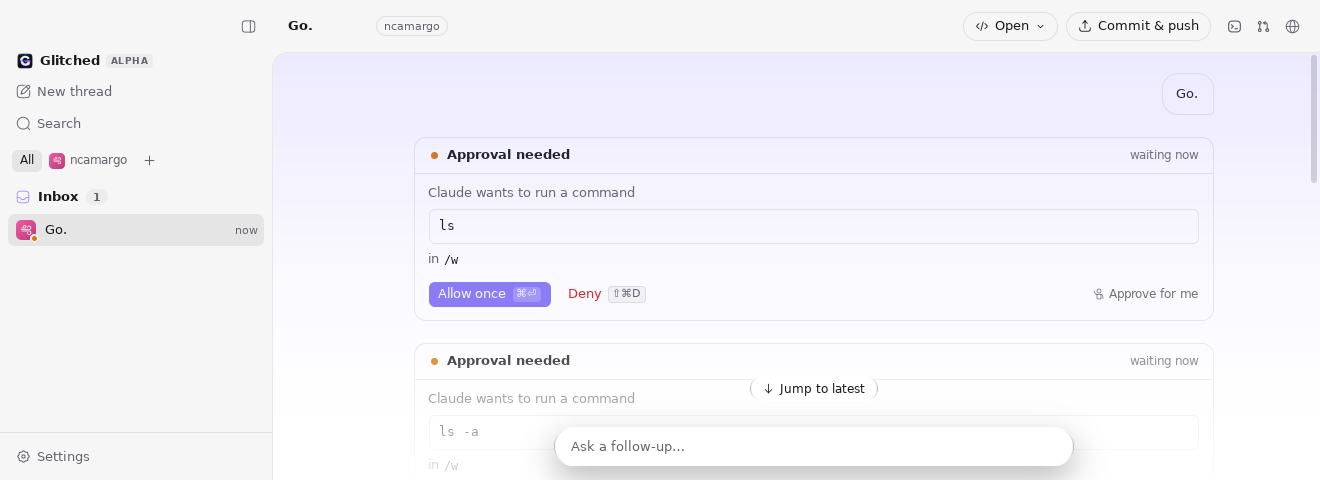 Go.
ncamargo
Open
Commit & push
Glitched ALPHA
New thread
Search
All
ncamargo
Inbox 1
Go.
now
Settings
Go.
Approval needed
waiting now
Claude wants to run a command
ls
in /w
Allow once ⌘⏎
Deny ⇧⌘D
Approve for me
Approval needed
waiting now
Claude wants to run a command
Jump to latest
ls -a
Ask a follow-up...
in /w